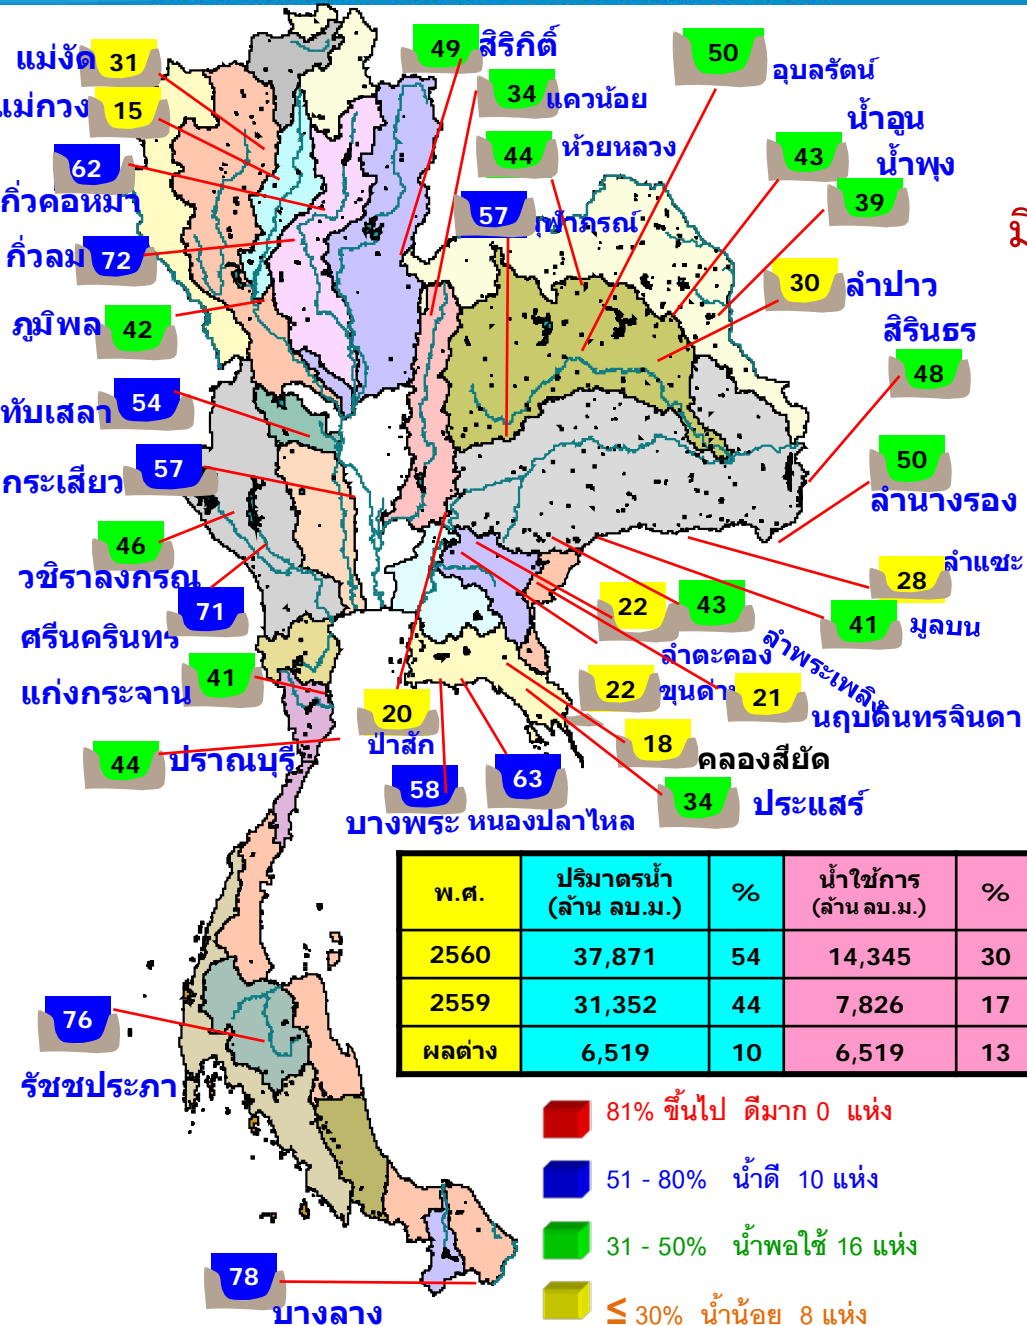 49 สิริกิติ์
50
อุบลรัตน์
แม่งัด 31
34 แควน้อย
แม่กวง 15
น้ำอูน
44 ห้วยหลวง
43 น้ำพุง
62
กิ่วคอหมา
39
57 จุฬาภรณ์
มิ
กิ่วลม 72
30 ลำปาว
ภูมิพล 42
สิรินธร
48
ทับเสลา 54
กระเสียว 57
50
ลำนางรอง
46
วชิราลงกรณ
ลำแชะ
28
71
22
43
41 มูลบน
ศรีนครินทร์
ลำตะคอง
ลำพระเพลิง
แก่งกระจาน 41
22 ขุนด่าน
21 นฤบดินทรจินดา
20
ป่าสัก
18
คลองสียัด
44 ปราณบุรี
58
บางพระ
63
หนองปลาไหล
34 ประแสร์
พ.ศ. ปริมาตรน้ำ (ล้าน ลบ.ม.) % น้ำใช้การ (ล้าน ลบ.ม.) %
2560 37,871 54 14,345 30
2559 31,352 44 7,826 17
ผลต่าง 6,519 10 6,519 13
76
รัชชประภา
81% ขึ้นไป ดีมาก 0 แห่ง
51 - 80% น้ำดี 10 แห่ง
31 - 50% น้ำพอใช้ 16 แห่ง
≤ 30% น้ำน้อย 8 แห่ง
78
บางลาง